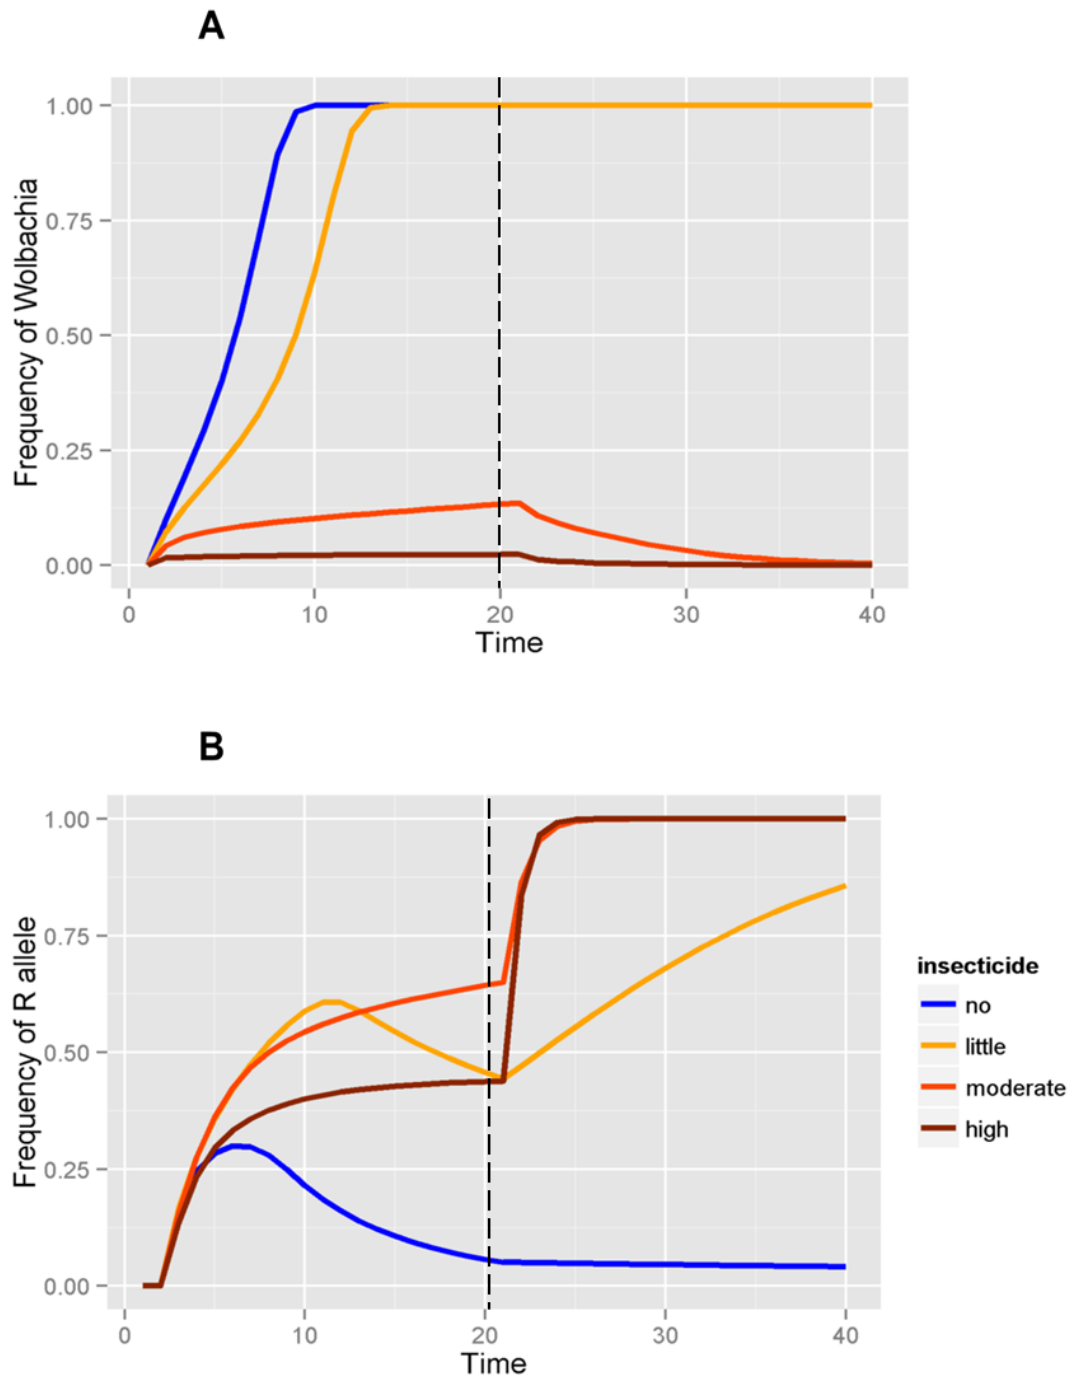 A
Frequency of Wolbachia
1.00
0.75
0.50
0.25
0.00
0 10 20 30 40
Time
B
Frequency of R allele
1.00
0.75
0.50
0.25
0.00
0 10 20 30 40
Time
insecticide
no
little
moderate
high